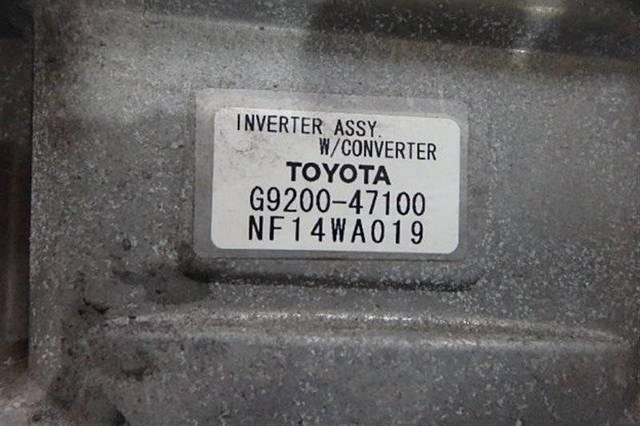 INVERTER ASSY.
W/CONVERTER
TOYOTA
G9200-47100
NF14WA019